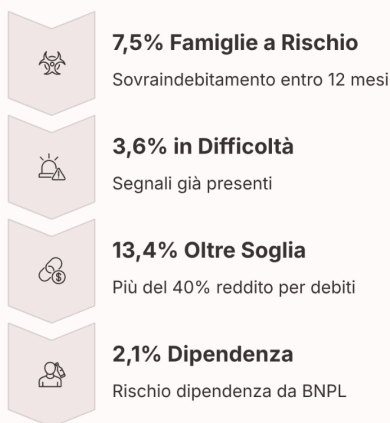 7,5% Famiglie a Rischio
Sovraindebitamento entro 12 mesi
3,6% in Difficoltà
Segnali già presenti
13,4% Oltre Soglia
Più del 40% reddito per debiti
2,1% Dipendenza
Rischio dipendenza da BNPL